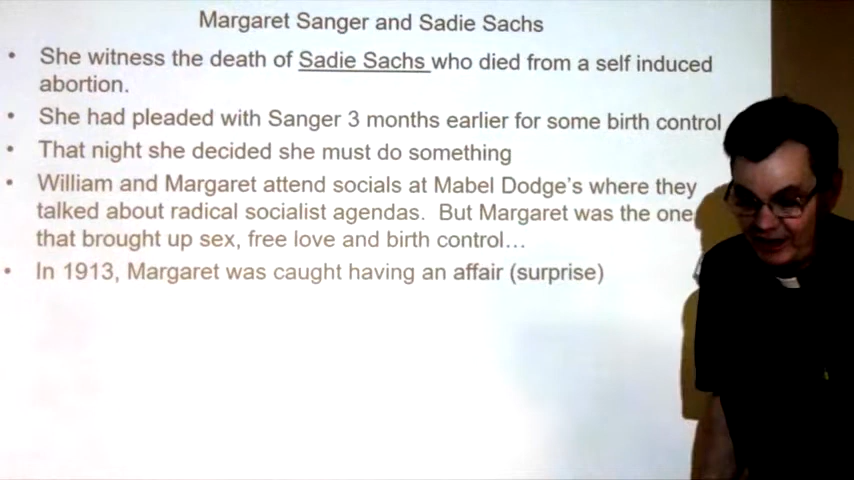 Margaret Sanger and Sadie Sachs
• She witness the death of Sadie Sachs who died from a self induced
abortion.
• She had pleaded with Sanger 3 months earlier for some birth control
• That night she decided she must do something
• William and Margaret attend socials at Mabel Dodge's where they
talked about radical socialist agendas. But Margaret was the one
that brought up sex, free love and birth control…
• In 1913, Margaret was caught having an affair (surprise)